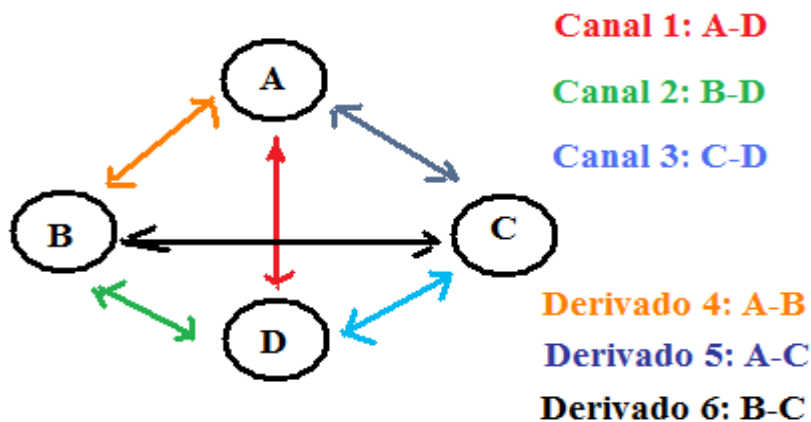 Canal 1: A-D
A
Canal 2: B-D
Canal 3: C-D
B
C
Derivado 4: A-B
D
Derivado 5: A-C
Derivado 6: B-C